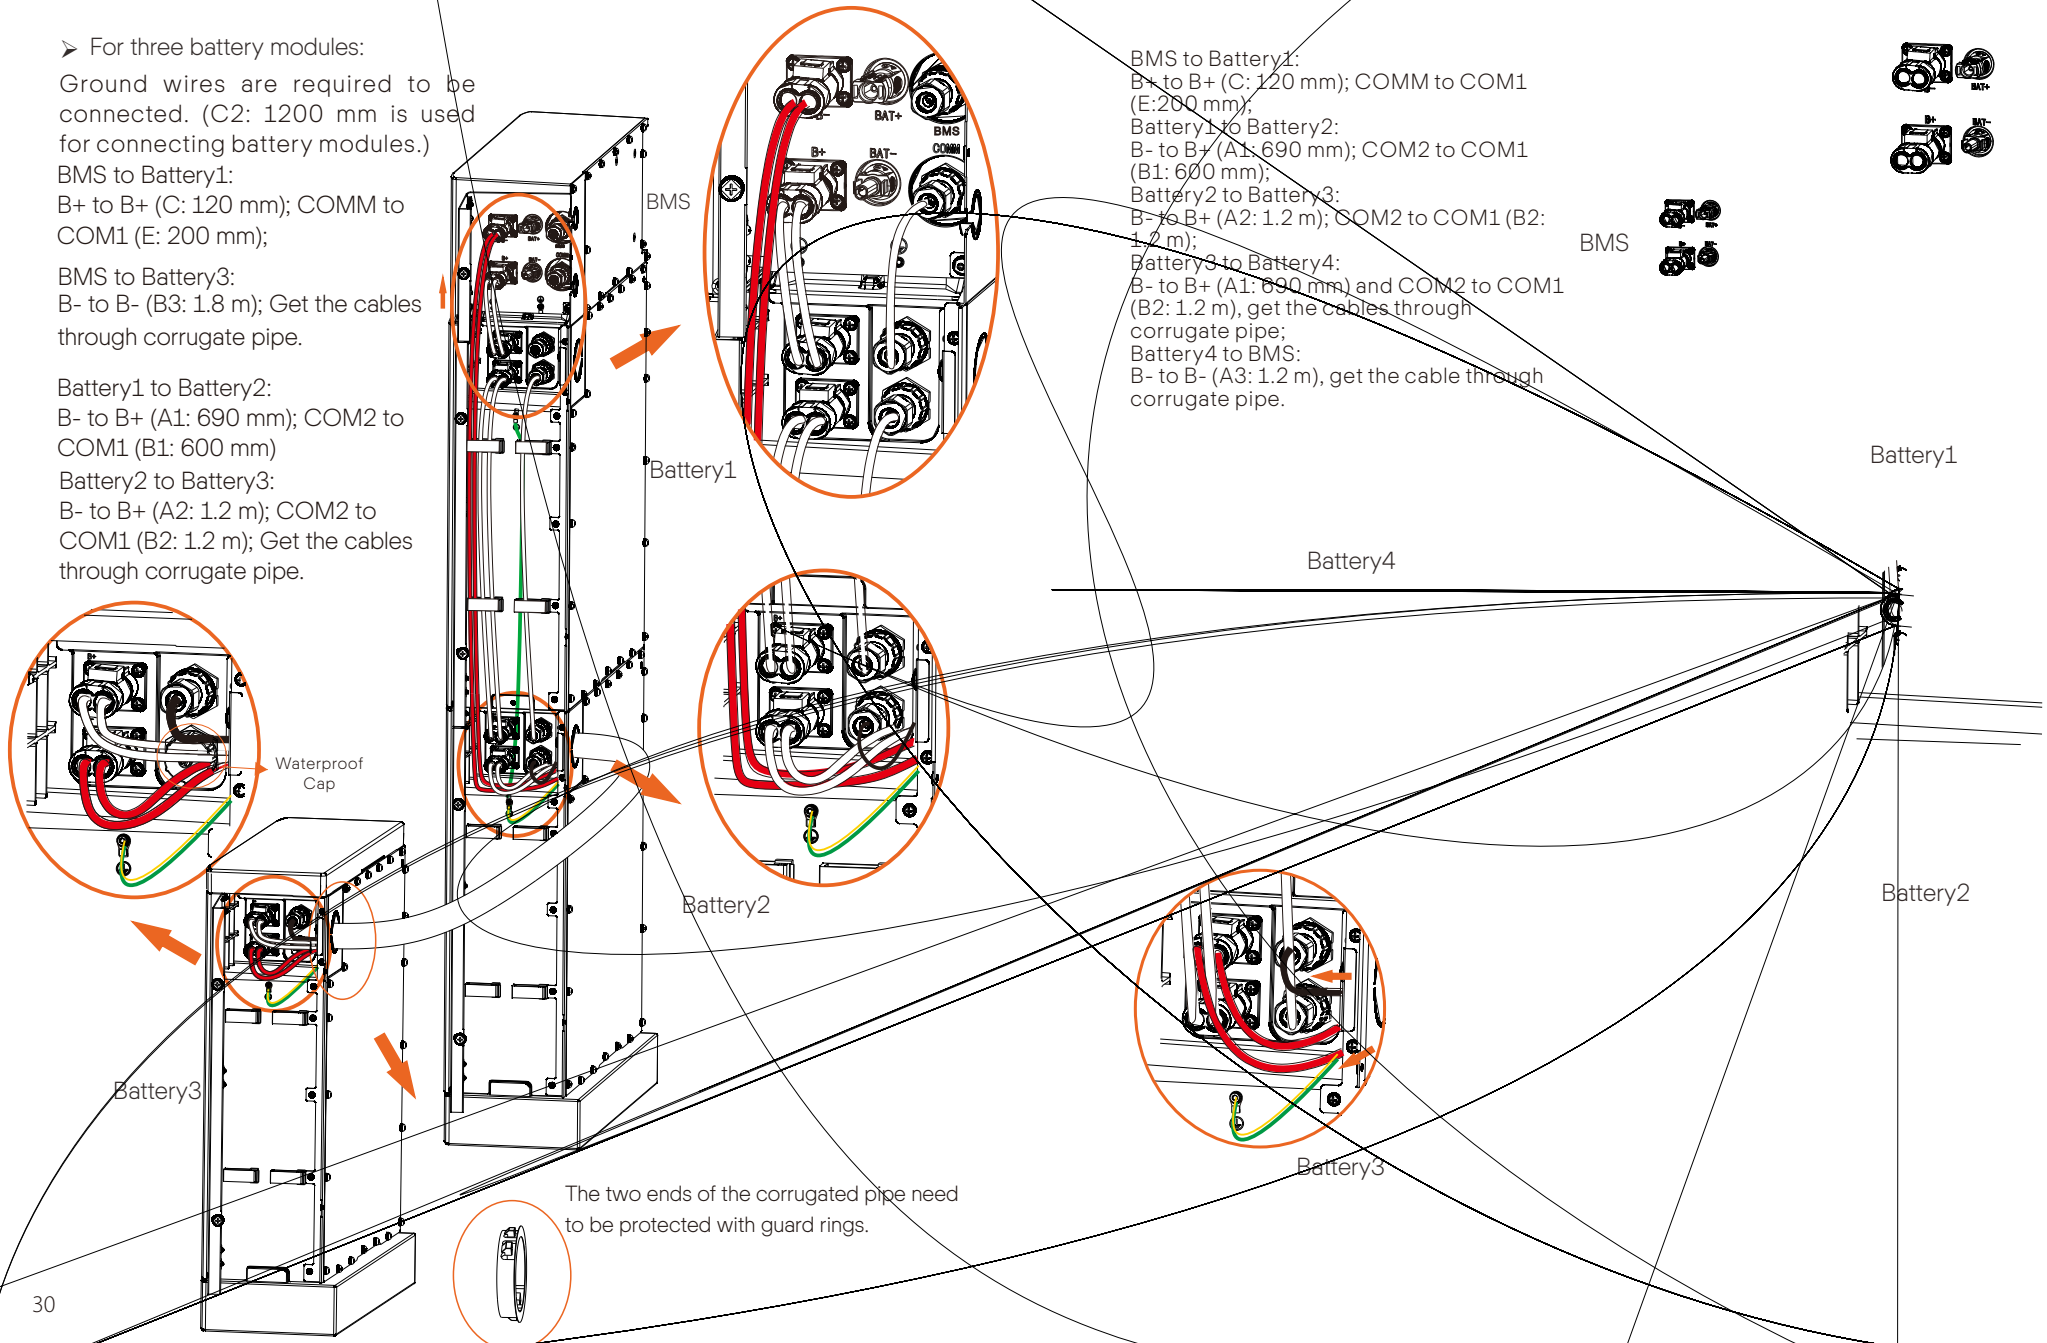 ➢ For three battery modules:
Ground wires are required to be
connected. (C2: 1200 mm is used
for connecting battery modules.)
BMS to Battery1:
B+ to B+ (C: 120 mm); COMM to
COM1 (E: 200 mm);
BMS to Battery3:
B- to B- (B3: 1.8 m); Get the cables
through corrugate pipe.
Battery1 to Battery2:
B- to B+ (A1: 690 mm); COM2 to
COM1 (B1: 600 mm)
Battery2 to Battery3:
B- to B+ (A2: 1.2 m); COM2 to
COM1 (B2: 1.2 m); Get the cables
through corrugate pipe.
BMS
Battery1
Battery2
Battery3
Waterproof
Cap
B+
BAT+
BMS
B+
BAT-
COMM
B+
The two ends of the corrugated pipe need
to be protected with guard rings.
30
BMS to Battery1:
B+ to B+ (C: 120 mm); COMM to COM1
(E:200 mm);
Battery1 to Battery2:
B- to B+ (A1: 690 mm); COM2 to COM1
(B1: 600 mm);
Battery2 to Battery3:
B- to B+ (A2: 1.2 m); COM2 to COM1 (B2:
1.2 m);
Battery3 to Battery4:
B- to B+ (A1: 690 mm) and COM2 to COM1
(B2: 1.2 m), get the cables through
corrugate pipe;
Battery4 to BMS:
B- to B- (A3: 1.2 m), get the cable through
corrugate pipe.
BMS
BAT+
B+
BAT-
Battery1
Battery4
Battery2
Battery3